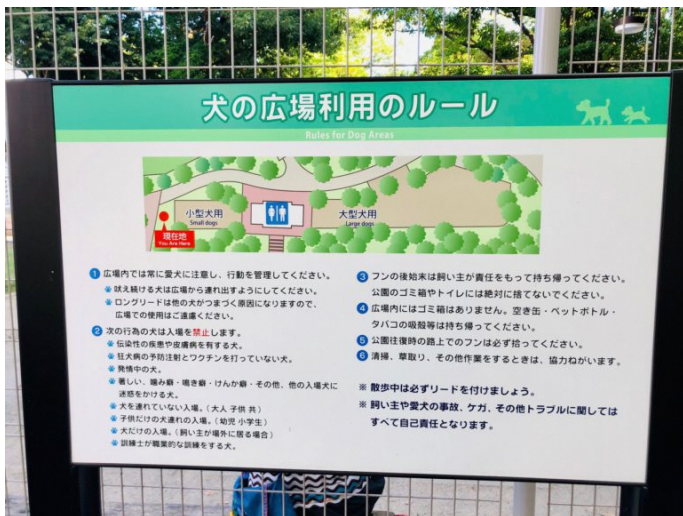 犬の広場利用のルール
Rules for Dog Areas
小型犬用
Small dogs
大型犬用
Large dogs
現在地
You Are Here
1 広場内では常に愛犬に注意し、行動を管理してください。
吠え続ける犬は広場から連れ出すようにしてください。
ロングリードは他の犬がつまづく原因になりますので、
広場での使用はご遠慮ください。
2 次の行為の犬は入場を禁止します。
伝染性の疾患や皮膚病を有する犬。
狂犬病の予防注射とワクチンを打っていない犬。
発情中の犬。
著しい、噛み癖・鳴き癖・けんか癖・その他、他の入場犬に
迷惑をかける犬。
犬を連れていない入場。(大人 子供 共)
子供だけの犬連れの入場。(幼児 小学生)
犬だけの入場。(飼い主が場外に居る場合)
訓練士が職業的な訓練をする犬。
3 フンの後始末は飼い主が責任をもって持ち帰ってください。
公園のゴミ箱やトイレには絶対に捨てないでください。
4 広場内にはゴミ箱はありません。空き缶・ペットボトル・
タバコの吸殻等は持ち帰ってください。
5 公園往復時の路上でのフンは必ず拾ってください。
6 清掃、草取り、その他作業をするときは、協力ねがいます。
※ 散歩中は必ずリードを付けましょう。
※ 飼い主や愛犬の事故、ケガ、その他トラブルに関しては
すべて自己責任となります。